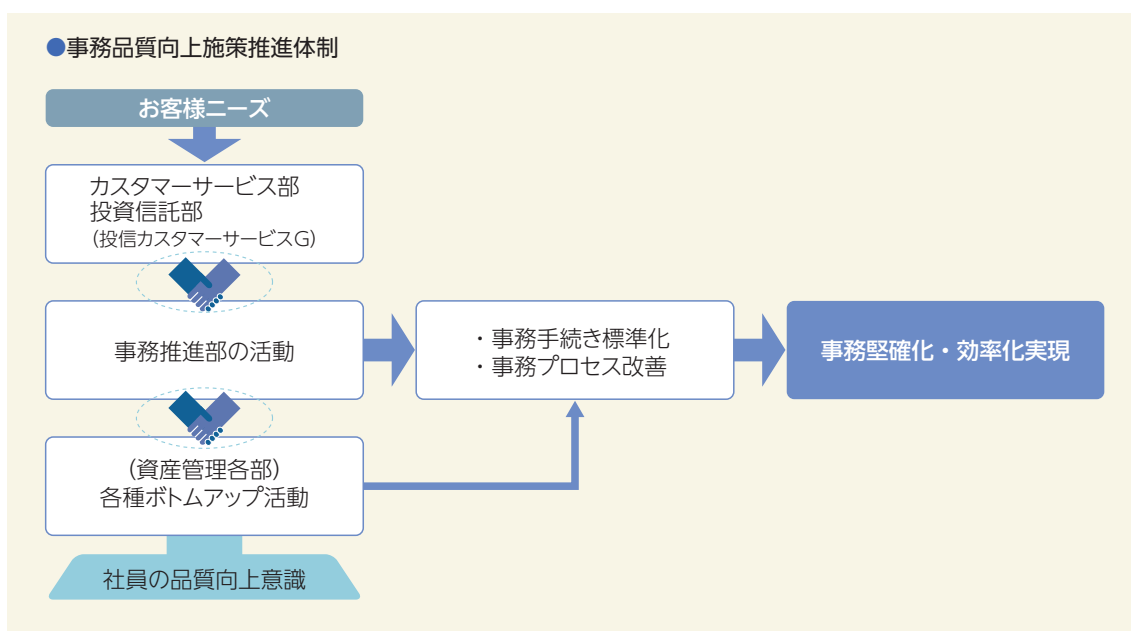 ●事務品質向上施策推進体制
お客様ニーズ
カスタマーサービス部
投資信託部
(投信カスタマーサービスG)
事務推進部の活動
・事務手続き標準化
・事務プロセス改善
事務堅確化・効率化実現
(資産管理各部)
各種ボトムアップ活動
社員の品質向上意識